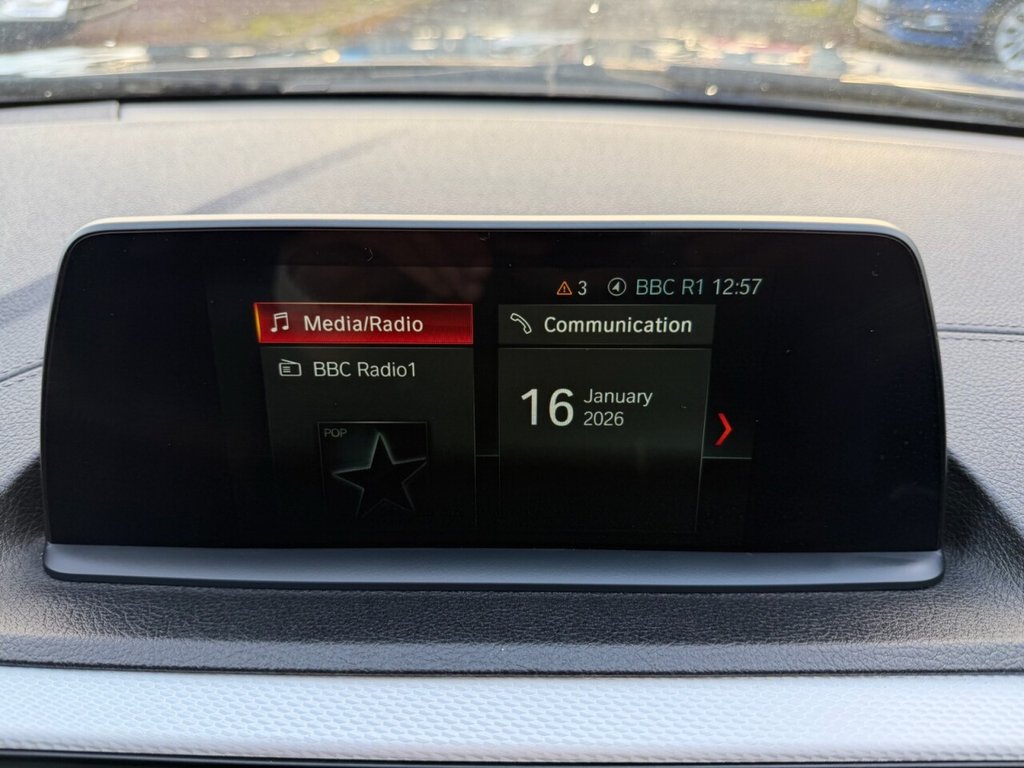 3 BBC R1 12:57
Media/Radio
Communication
BBC Radio1
16 January 2026
POP